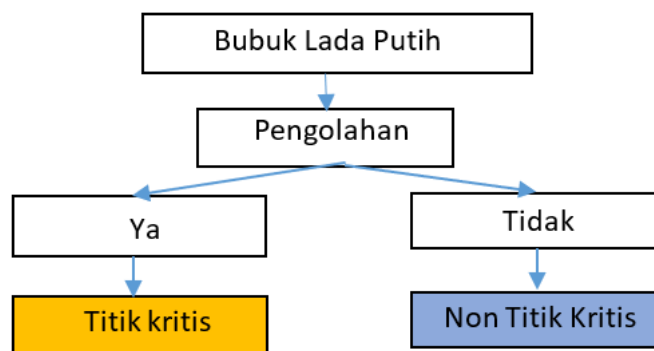 Bubuk Lada Putih
Pengolahan
Ya
Tidak
Titik kritis
Non Titik Kritis